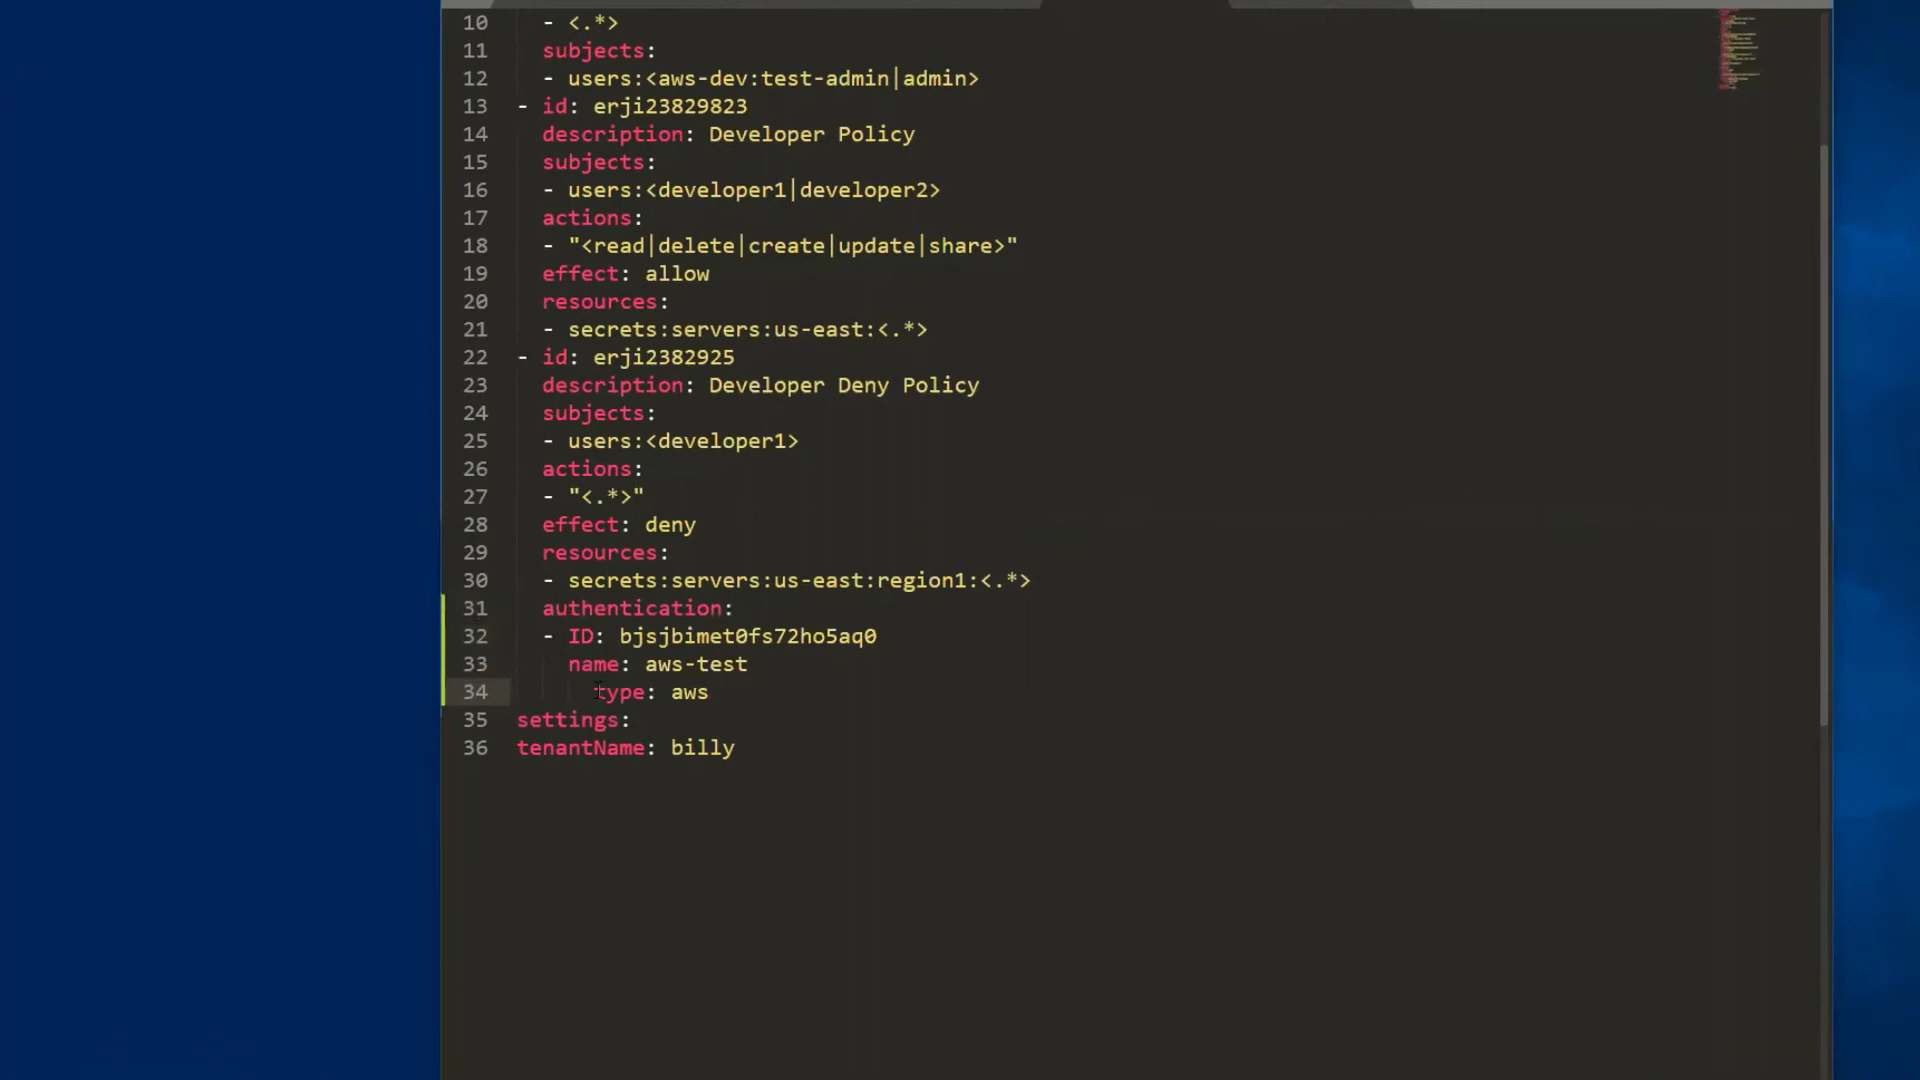 10 - <.*>
11 subjects:
12 - users:<aws-dev:test-admin|admin>
13 - id: erji23829823
14 description: Developer Policy
15 subjects:
16 - users:<developer1|developer2>
17 actions:
18 - "<read|delete|create|update|share>"
19 effect: allow
20 resources:
21 - secrets:servers:us-east:<.*>
22 - id: erji2382925
23 description: Developer Deny Policy
24 subjects:
25 - users:<developer1>
26 actions:
27 - "<.*>"
28 effect: deny
29 resources:
30 - secrets:servers:us-east:region1:<.*>
31 authentication:
32 - ID: bjsjbimet0fs72ho5aq0
33 name: aws-test
34 type: aws
35 settings:
36 tenantName: billy